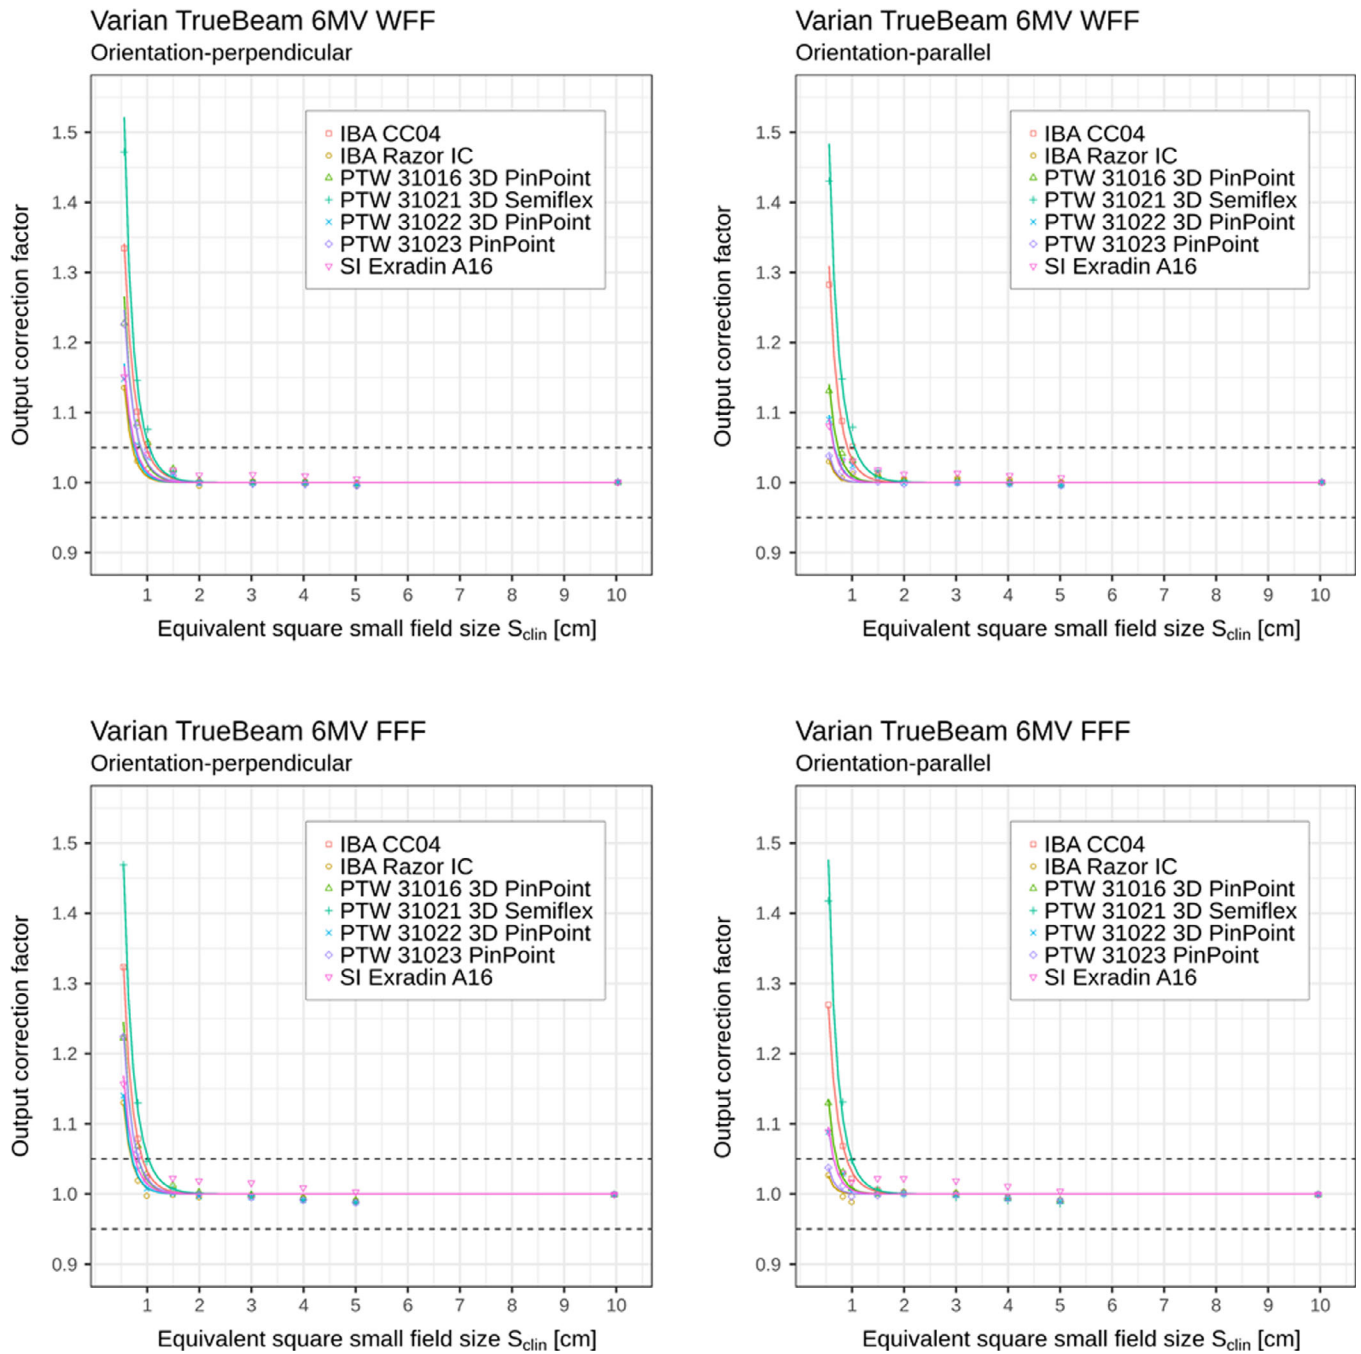 Varian TrueBeam 6MV WFF
Orientation-perpendicular
Output correction factor
1.5
1.4
1.3
1.2
1.1
1.0
0.9
IBA CC04
IBA Razor IC
PTW 31016 3D PinPoint
PTW 31021 3D Semiflex
PTW 31022 3D PinPoint
PTW 31023 PinPoint
SI Exradin A16
1 2 3 4 5 6 7 8 9 10
Equivalent square small field size Sclin [cm]
Varian TrueBeam 6MV WFF
Orientation-parallel
Output correction factor
1.5
1.4
1.3
1.2
1.1
1.0
0.9
IBA CC04
IBA Razor IC
PTW 31016 3D PinPoint
PTW 31021 3D Semiflex
PTW 31022 3D PinPoint
PTW 31023 PinPoint
SI Exradin A16
1 2 3 4 5 6 7 8 9 10
Equivalent square small field size Sclin [cm]
Varian TrueBeam 6MV FFF
Orientation-perpendicular
Output correction factor
1.5
1.4
1.3
1.2
1.1
1.0
0.9
IBA CC04
IBA Razor IC
PTW 31016 3D PinPoint
PTW 31021 3D Semiflex
PTW 31022 3D PinPoint
PTW 31023 PinPoint
SI Exradin A16
1 2 3 4 5 6 7 8 9 10
Equivalent square small field size Sclin [cm]
Varian TrueBeam 6MV FFF
Orientation-parallel
Output correction factor
1.5
1.4
1.3
1.2
1.1
1.0
0.9
IBA CC04
IBA Razor IC
PTW 31016 3D PinPoint
PTW 31021 3D Semiflex
PTW 31022 3D PinPoint
PTW 31023 PinPoint
SI Exradin A16
1 2 3 4 5 6 7 8 9 10
Equivalent square small field size Sclin [cm]